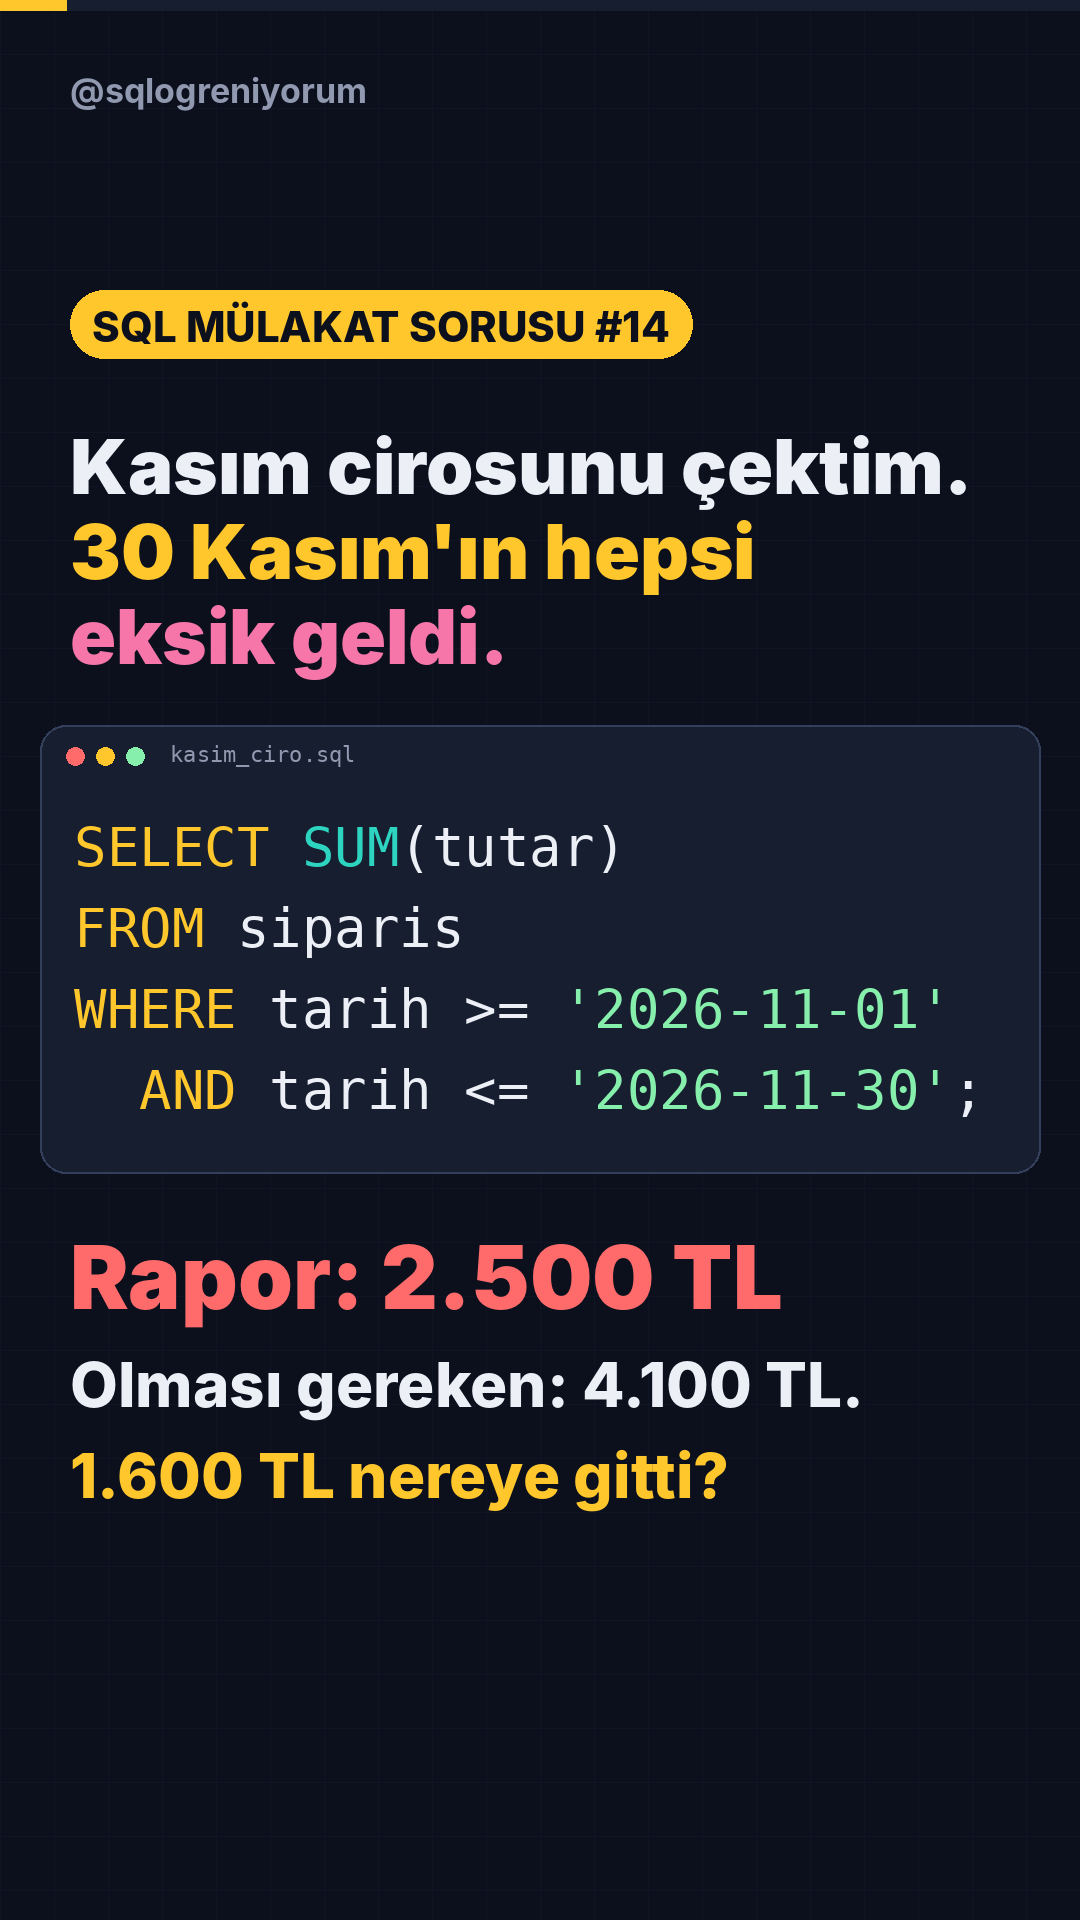 @sqlogreniyorum
SQL MÜLAKAT SORUSU #14
Kasım cirosunu çektim.
30 Kasım'ın hepsi
eksik geldi.
kasim_ciro.sql
SELECT SUM(tutar)
FROM siparis
WHERE tarih >= '2026-11-01'
  AND tarih <= '2026-11-30';
Rapor: 2.500 TL
Olması gereken: 4.100 TL.
1.600 TL nereye gitti?